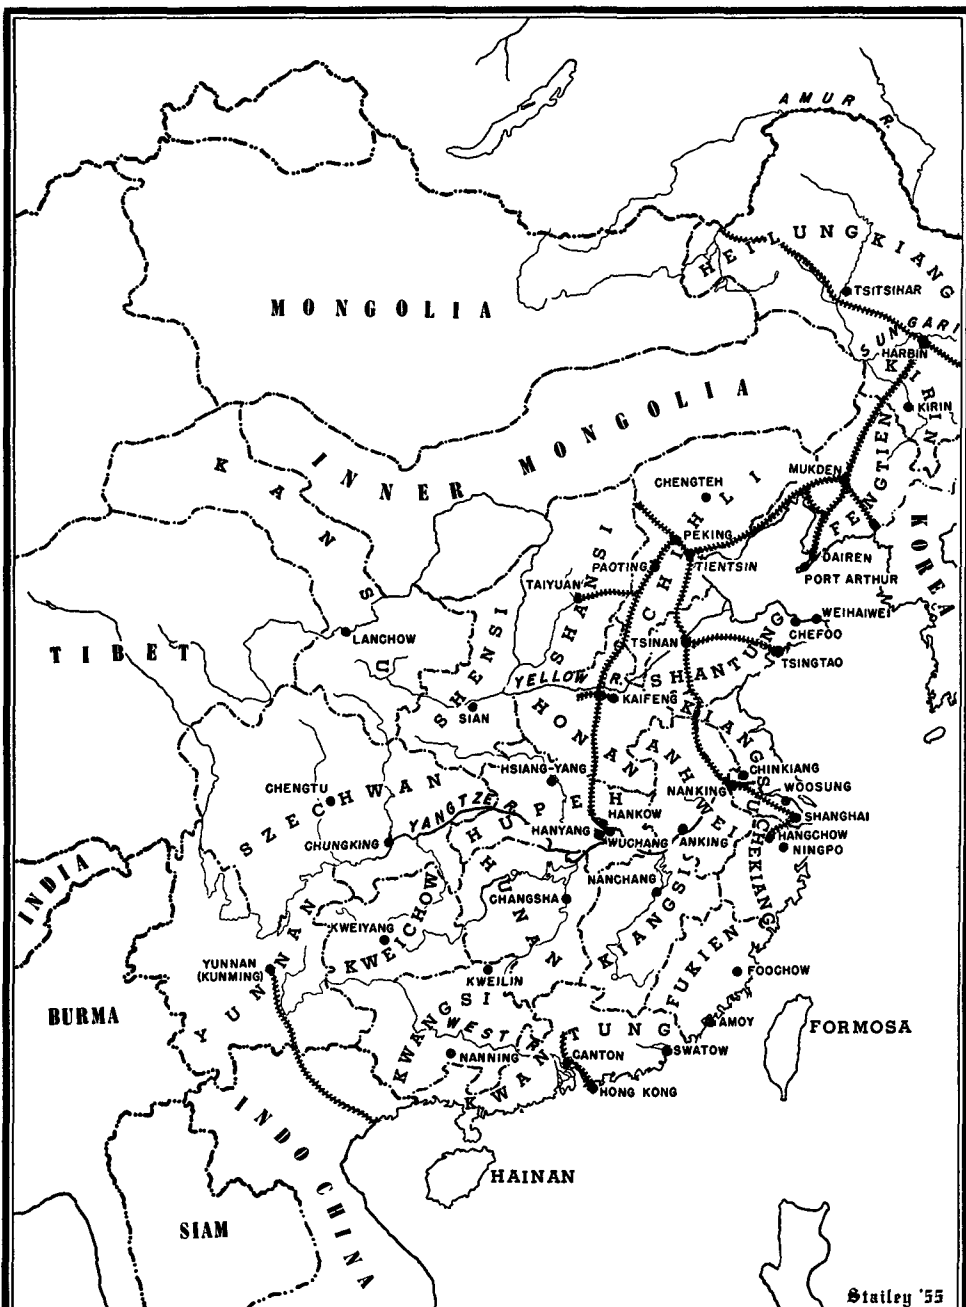 AMUR R.
HEILUNGKIANG
MONGOLIA
TSITSIHAR
SUNGARI
HARBIN
KIRIN
KIRIN
INNER MONGOLIA
KANSU
MUKDEN
FENGTIEN
CHENGTEH
CHIHLI
PEKING
KOREA
DAIREN
PORT ARTHUR
PAOTING
TIENTSIN
TAIYUAN
SHANSI
WEIHAIWEI
CHEFOO
LANCHOW
SHENSI
TSINAN
SHANTUNG
TSINGTAO
TIBET
YELLOW R.
KAIFENG
SIAN
HONAN
KIANGSU
ANHWEI
HSIANG-YANG
CHINKIANG
CHENGTU
SZECHWAN
NANKING
WOOSUNG
YANGTZE R.
HUPEH
HANKOW
SHANGHAI
HANYANG
WUCHANG
ANKING
HANGCHOW
NINGPO
CHUNGKING
CHEKIANG
INDIA
HUNAN
NANCHANG
CHANGSHA
KIANGSI
KWEIYANG
KWEICHOW
YUNNAN
YUNNAN
(KUNMING)
KWEILIN
FUKIEN
FOOCHOW
BURMA
KWANGSI
WEST R.
KWANTUNG
AMOY
FORMOSA
NANNING
CANTON
SWATOW
HONG KONG
INDO CHINA
HAINAN
SIAM
Stailey '55